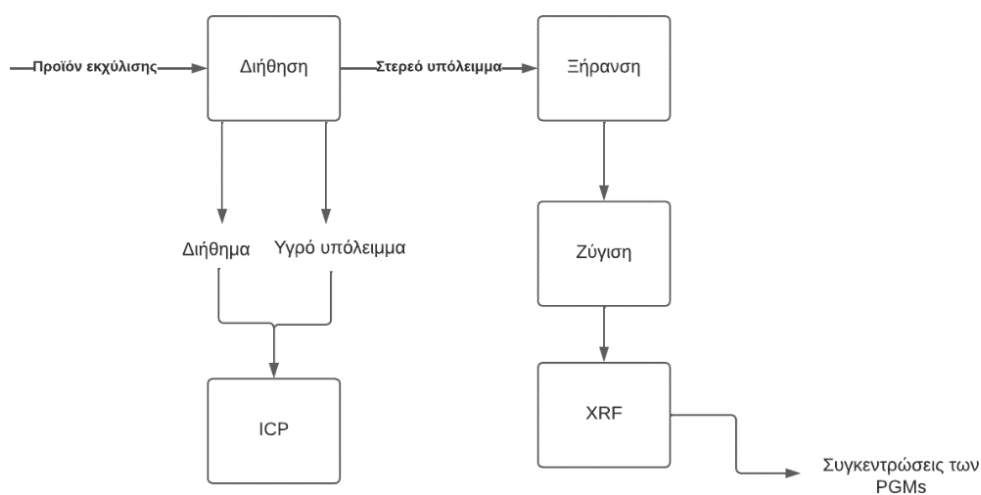 Προϊόν εκχύλισης
Διήθηση
Στερεό υπόλειμμα
Ξήρανση
Διήθημα
Υγρό υπόλειμμα
Ζύγιση
ICP
XRF
Συγκεντρώσεις των
PGMs